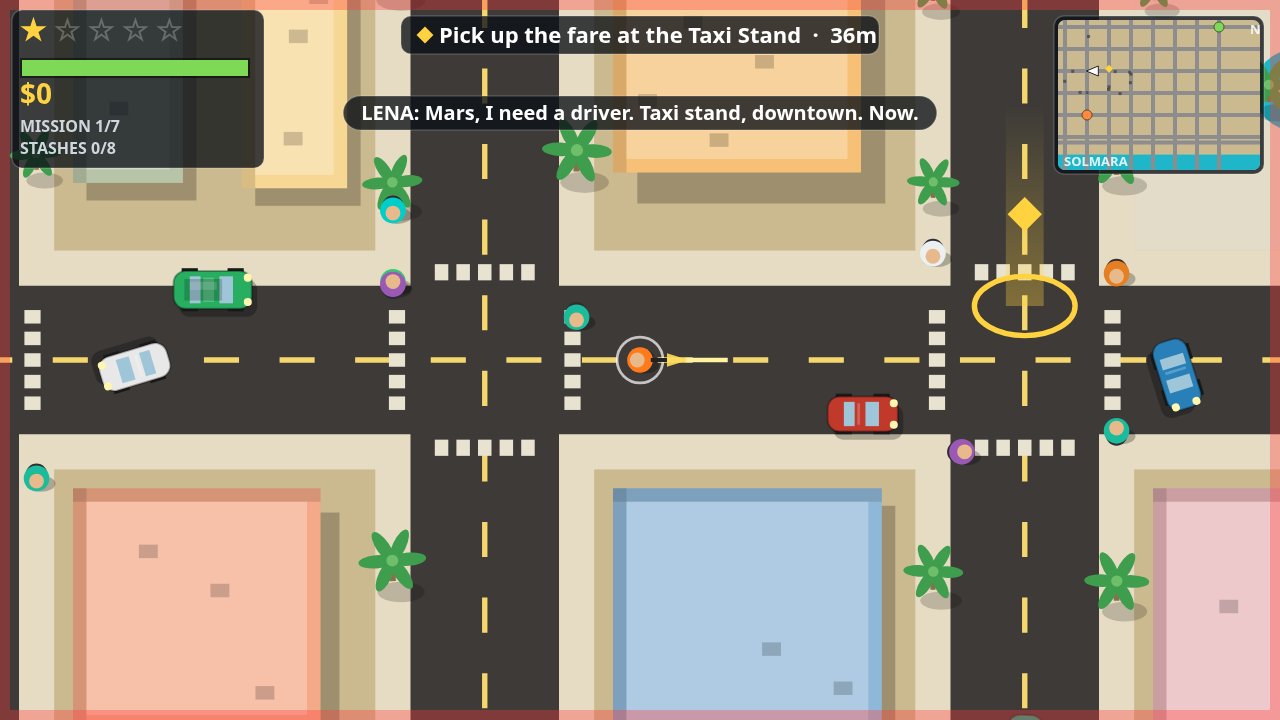 $0
MISSION 1/7
STASHES 0/8
Pick up the fare at the Taxi Stand · 36m
LENA: Mars, I need a driver. Taxi stand, downtown. Now.
N
SOLMARA